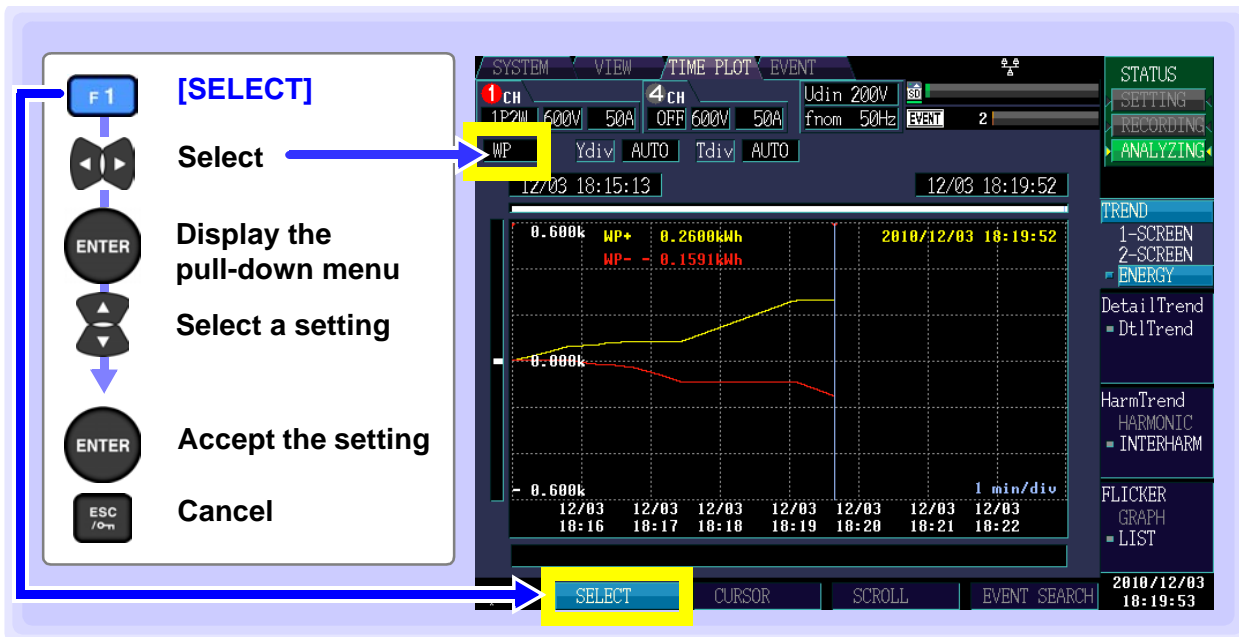 F 1
[SELECT]
Select
ENTER
Display the
pull-down menu
Select a setting
ENTER
Accept the setting
ESC
Cancel
SYSTEM VIEW TIME PLOT EVENT
1 CH 4 CH Udin 200V SD
1P2W 600V 50A OFF 600V 50A fnom 50Hz EVENT 2
WP Ydiv AUTO Tdiv AUTO
12/03 18:15:13 12/03 18:19:52
0.600k WP+ 0.2600kWh 2010/12/03 18:19:52
WP- - 0.1591kWh
0.000k
- 0.600k 1 min/div
12/03 12/03 12/03 12/03 12/03 12/03 12/03
18:16 18:17 18:18 18:19 18:20 18:21 18:22
SELECT CURSOR SCROLL EVENT SEARCH
STATUS
SETTING
RECORDING
ANALYZING
TREND
1-SCREEN
2-SCREEN
ENERGY
DetailTrend
DtlTrend
HarmTrend
HARMONIC
INTERHARM
FLICKER
GRAPH
LIST
2010/12/03
18:19:53